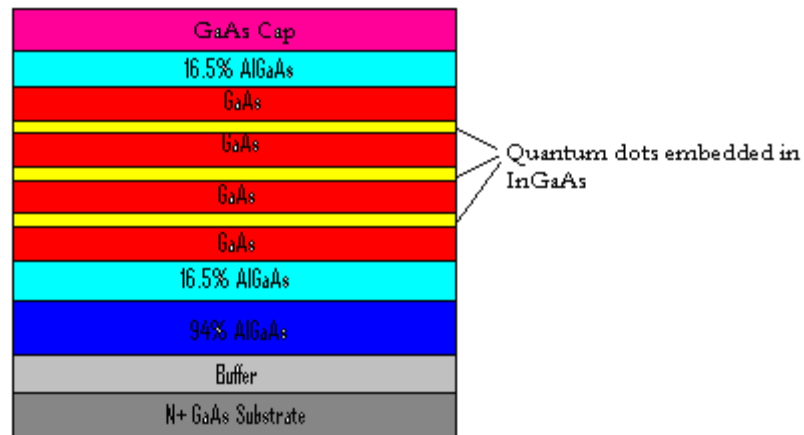 GaAs Cap
16.5% AlGaAs
GaAs
GaAs
GaAs
GaAs
16.5% AlGaAs
94% AlGaAs
Buffer
N+ GaAs Substrate
Quantum dots embedded in
InGaAs